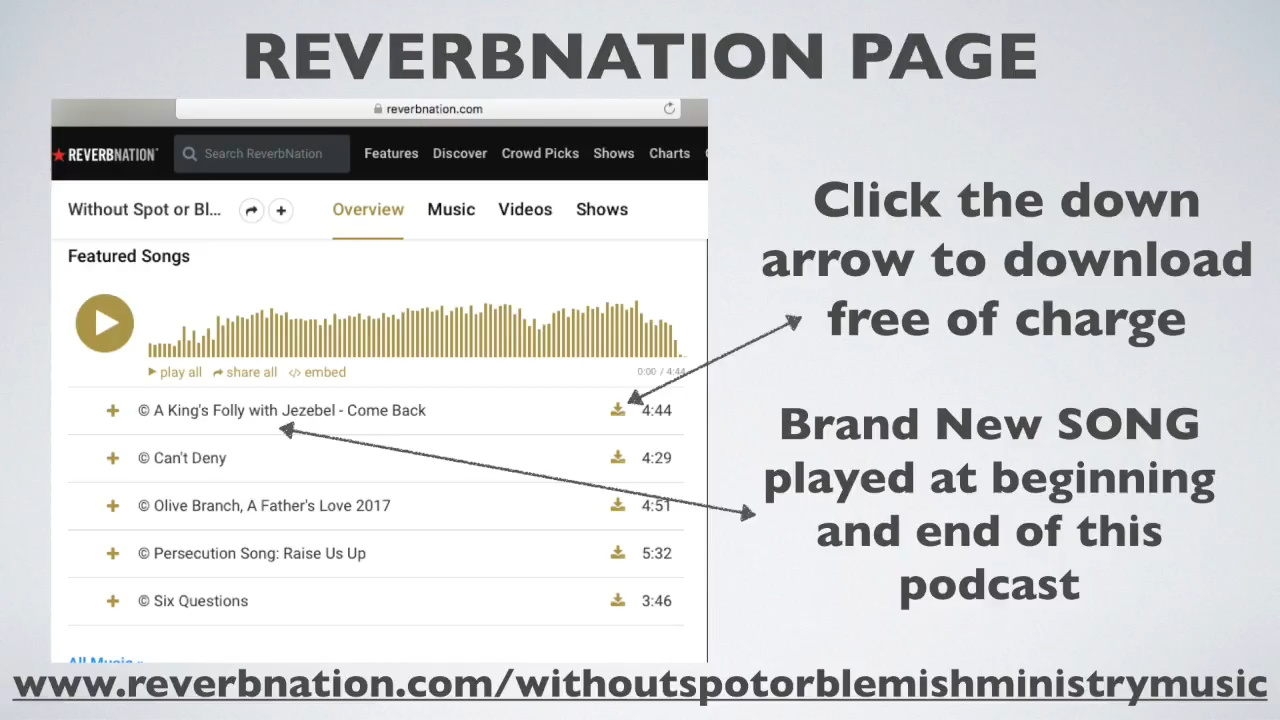 REVERBNATION PAGE
reverbnation.com
REVERBNATION
Search ReverbNation
Features
Discover
Crowd Picks
Shows
Charts
Without Spot or Bl...
Overview
Music
Videos
Shows
Featured Songs
play all
share all
</> embed
0:00 / 4:44
© A King's Folly with Jezebel - Come Back
4:44
© Can't Deny
4:29
© Olive Branch, A Father's Love 2017
4:51
© Persecution Song: Raise Us Up
5:32
© Six Questions
3:46
All Music »
Click the down
arrow to download
free of charge
Brand New SONG
played at beginning
and end of this
podcast
www.reverbnation.com/withoutspotorblemishministrymusic